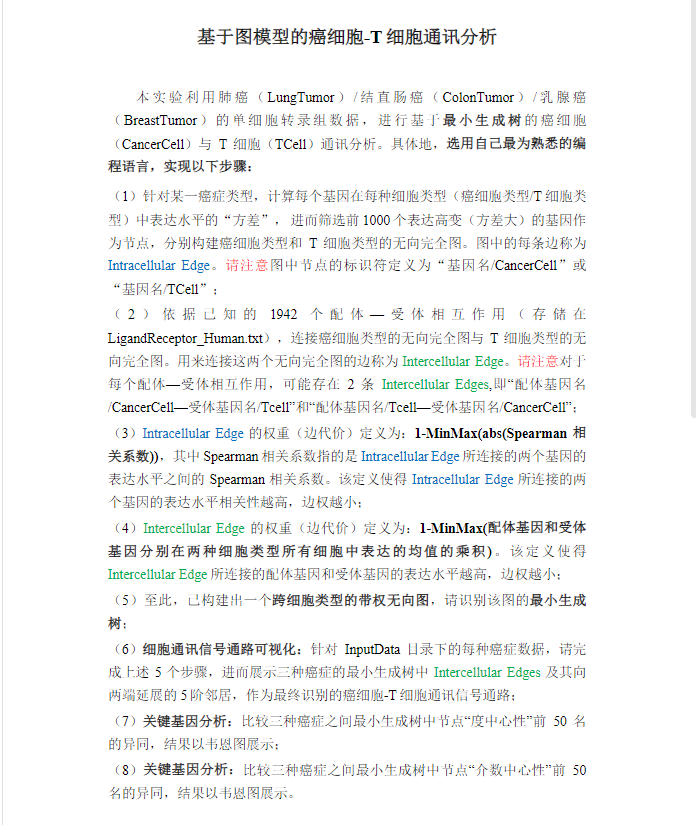 基于图模型的癌细胞-T 细胞通讯分析
本实验利用肺癌（LungTumor）/结直肠癌（ColonTumor）/乳腺癌
（BreastTumor）的单细胞转录组数据，进行基于最小生成树的癌细胞
（CancerCell）与 T 细胞（TCell）通讯分析。具体地，选用自己最为熟悉的编
程语言，实现以下步骤：
（1）针对某一癌症类型，计算每个基因在每种细胞类型（癌细胞类型/T 细胞类
型）中表达水平的“方差”， 进而筛选前 1000 个表达高变（方差大）的基因作
为节点，分别构建癌细胞类型和 T 细胞类型的无向完全图。图中的每条边称为
Intracellular Edge。请注意图中节点的标识符定义为“基因名/CancerCell”或
“基因名/TCell”；
（2）依据已知的 1942 个配体—受体相互作用（存储在
LigandReceptor_Human.txt），连接癌细胞类型的无向完全图与 T 细胞类型的无
向完全图。用来连接这两个无向完全图的边称为 Intercellular Edge。请注意对于
每个配体—受体相互作用，可能存在 2 条 Intercellular Edges,即“配体基因名
/CancerCell—受体基因名/Tcell”和“配体基因名/Tcell—受体基因名/CancerCell”；
（3）Intracellular Edge 的权重（边代价）定义为：1-MinMax(abs(Spearman 相
关系数))，其中 Spearman 相关系数指的是 Intracellular Edge 所连接的两个基因的
表达水平之间的 Spearman 相关系数。该定义使得 Intracellular Edge 所连接的两
个基因的表达水平相关性越高，边权越小；
（4）Intercellular Edge 的权重（边代价）定义为：1-MinMax(配体基因和受体
基因分别在两种细胞类型所有细胞中表达的均值的乘积)。该定义使得
Intercellular Edge 所连接的配体基因和受体基因的表达水平越高，边权越小；
（5）至此，已构建出一个跨细胞类型的带权无向图，请识别该图的最小生成
树；
（6）细胞通讯信号通路可视化：针对 InputData 目录下的每种癌症数据，请完
成上述 5 个步骤，进而展示三种癌症的最小生成树中 Intercellular Edges 及其向
两端延展的 5 阶邻居，作为最终识别的癌细胞-T 细胞通讯信号通路；
（7）关键基因分析：比较三种癌症之间最小生成树中节点“度中心性”前 50 名
的异同，结果以韦恩图展示；
（8）关键基因分析：比较三种癌症之间最小生成树中节点“介数中心性”前 50
名的异同，结果以韦恩图展示。